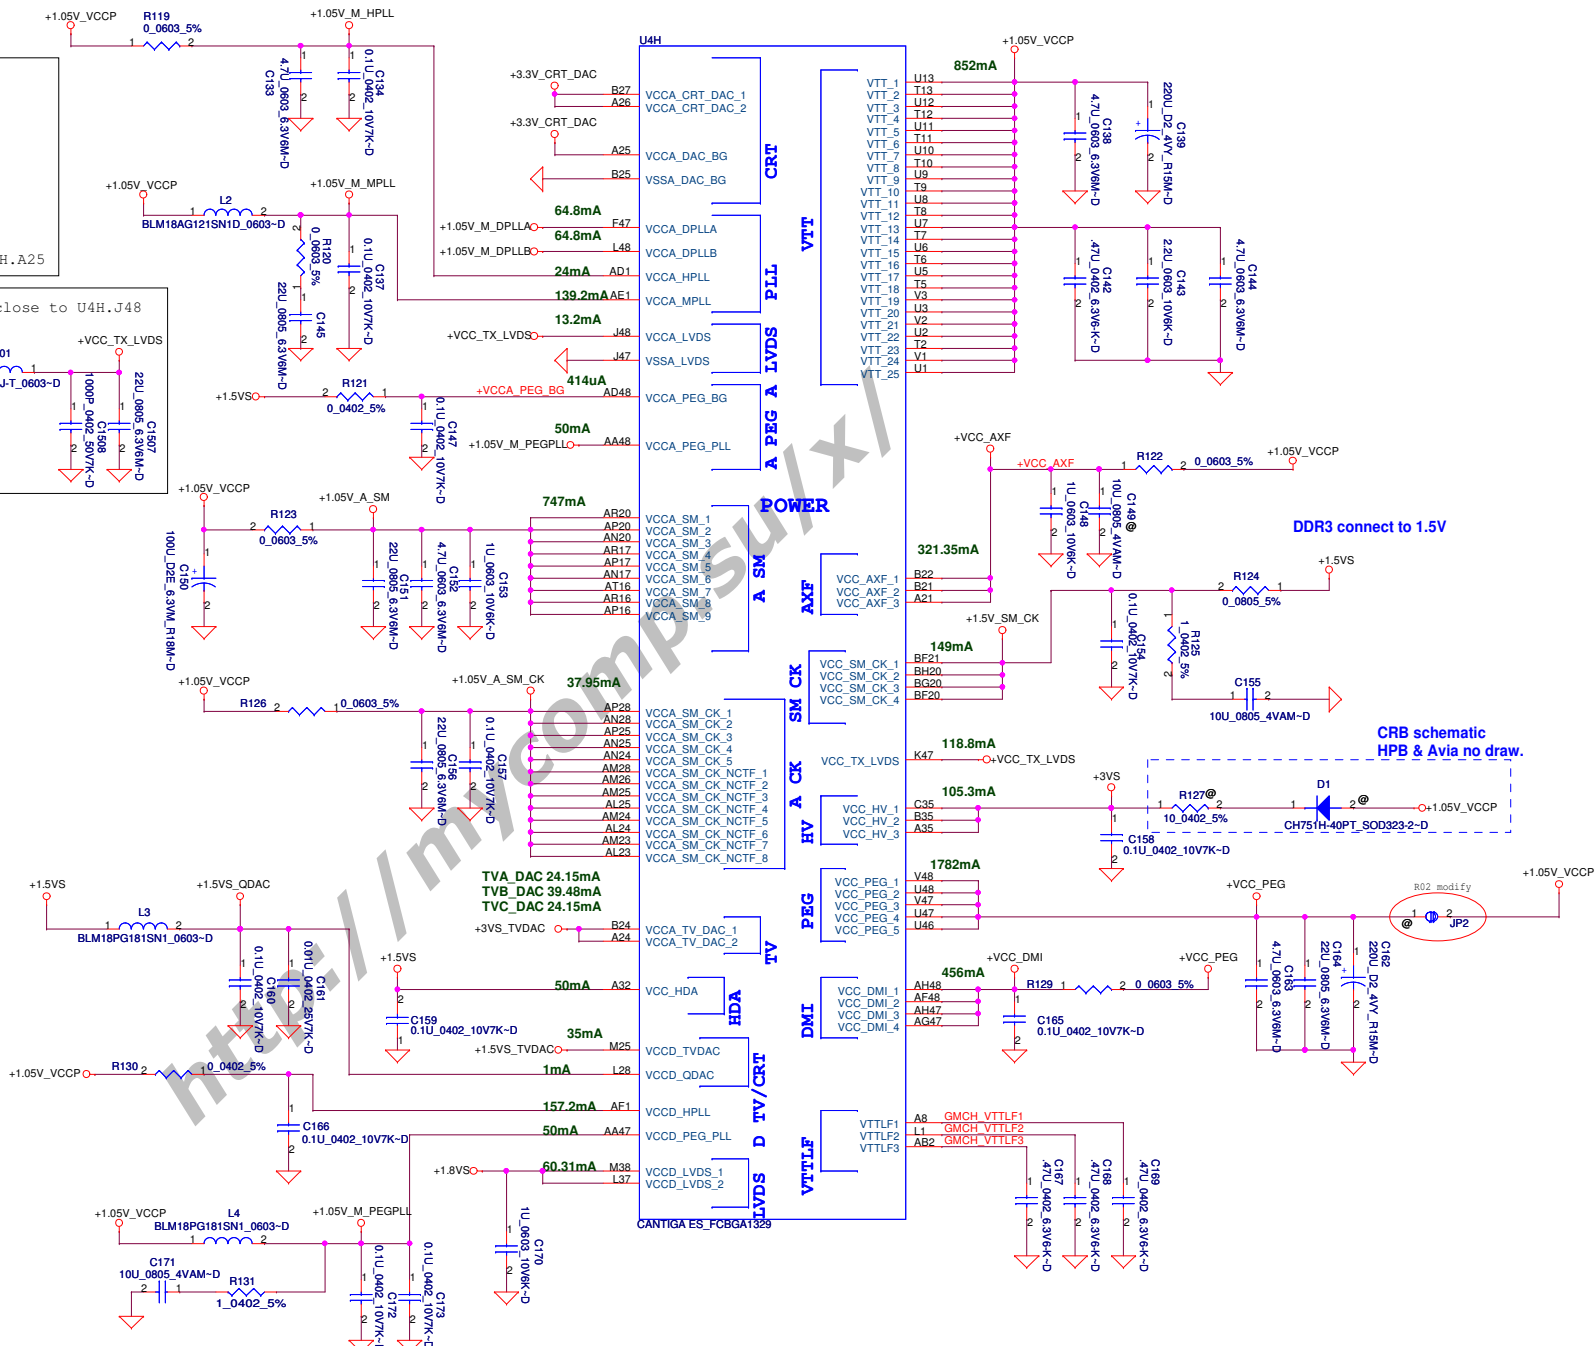 +1.05V_VCCP
R119
0_0603_5%
1 2
+1.05V_M_HPLL
4.7U_0603_6.3V6M~D
C133
0.1U_0402_10V7K~D
C134
H.A25
+1.05V_VCCP
L2
BLM18AG121SN1D_0603~D
+1.05V_M_MPLL
R120
0_0603_5%
22U_0805_6.3V6M~D
C145
0.1U_0402_10V7K~D
C137
close to U4H.J48
+VCC_TX_LVDS
01
J-T_0603~D
1000P_0402_50V7K~D
C1508
22U_0805_6.3V6M~D
C1507
+1.5VS
R121
0_0402_5%
+VCCA_PEG_BG
0.1U_0402_10V7K~D
C147
+1.05V_M_PEGPLL
+1.05V_VCCP
R123
0_0603_5%
+1.05V_A_SM
100U_D2E_6.3VM_R18M~D
C150
22U_0805_6.3V6M~D
C151
4.7U_0603_6.3V6M~D
C152
1U_0603_10V6K~D
C153
+1.05V_VCCP
R126
0_0603_5%
+1.05V_A_SM_CK
22U_0805_6.3V6M~D
C156
0.1U_0402_10V7K~D
C157
+1.5VS
L3
BLM18PG181SN1_0603~D
+1.5VS_QDAC
0.1U_0402_10V7K~D
C160
0.01U_0402_25V7K~D
C161
+1.5VS
C159
0.1U_0402_10V7K~D
+1.5VS_TVDAC
+1.05V_VCCP
R130
0_0402_5%
C166
0.1U_0402_10V7K~D
+1.8VS
+1.05V_VCCP
L4
BLM18PG181SN1_0603~D
+1.05V_M_PEGPLL
C171
10U_0805_4VAM~D
R131
1_0402_5%
0.1U_0402_10V7K~D
C172
0.1U_0402_10V7K~D
C173
1U_0603_10V6K~D
C170
U4H
+3.3V_CRT_DAC
B27 VCCA_CRT_DAC_1
A26 VCCA_CRT_DAC_2
+3.3V_CRT_DAC
A25 VCCA_DAC_BG
B25 VSSA_DAC_BG
CRT
64.8mA
+1.05V_M_DPLLA F47 VCCA_DPLLA
64.8mA
+1.05V_M_DPLLB L48 VCCA_DPLLB
24mA AD1 VCCA_HPLL
139.2mA AE1 VCCA_MPLL
PLL
13.2mA
+VCC_TX_LVDS J48 VCCA_LVDS
J47 VSSA_LVDS
A LVDS
414uA
AD48 VCCA_PEG_BG
50mA
AA48 VCCA_PEG_PLL
A PEG
POWER
747mA
AR20 VCCA_SM_1
AP20 VCCA_SM_2
AN20 VCCA_SM_3
AR17 VCCA_SM_4
AP17 VCCA_SM_5
AN17 VCCA_SM_6
AT16 VCCA_SM_7
AR16 VCCA_SM_8
AP16 VCCA_SM_9
A SM
37.95mA
AP28 VCCA_SM_CK_1
AN28 VCCA_SM_CK_2
AP25 VCCA_SM_CK_3
AN25 VCCA_SM_CK_4
AN24 VCCA_SM_CK_5
AM28 VCCA_SM_CK_NCTF_1
AM26 VCCA_SM_CK_NCTF_2
AM25 VCCA_SM_CK_NCTF_3
AL25 VCCA_SM_CK_NCTF_4
AM24 VCCA_SM_CK_NCTF_5
AL24 VCCA_SM_CK_NCTF_6
AM23 VCCA_SM_CK_NCTF_7
AL23 VCCA_SM_CK_NCTF_8
A CK
TVA_DAC 24.15mA
TVB_DAC 39.48mA
TVC_DAC 24.15mA
+3VS_TVDAC
B24 VCCA_TV_DAC_1
A24 VCCA_TV_DAC_2
TV
50mA A32 VCC_HDA
HDA
35mA
M25 VCCD_TVDAC
1mA L28 VCCD_QDAC
157.2mA AF1 VCCD_HPLL
50mA AA47 VCCD_PEG_PLL
D TV/CRT
60.31mA M38 VCCD_LVDS_1
L37 VCCD_LVDS_2
LVDS
CANTIGA ES_FCBGA1329
VTT
VTT_1 U13
VTT_2 T13
VTT_3 U12
VTT_4 T12
VTT_5 U11
VTT_6 T11
VTT_7 U10
VTT_8 T10
VTT_9 U9
VTT_10 T9
VTT_11 U8
VTT_12 T8
VTT_13 U7
VTT_14 T7
VTT_15 U6
VTT_16 T6
VTT_17 U5
VTT_18 T5
VTT_19 V3
VTT_20 U3
VTT_21 V2
VTT_22 U2
VTT_23 T2
VTT_24 V1
VTT_25 U1
852mA
+1.05V_VCCP
4.7U_0603_6.3V6M~D
C138
220U_D2_4VY_R15M~D
C139
.47U_0402_6.3V6-K~D
C142
2.2U_0603_10V6K~D
C143
4.7U_0603_6.3V6M~D
C144
+VCC_AXF
+VCC_AXF
R122
0_0603_5%
+1.05V_VCCP
1U_0603_10V6K~D
C148
10U_0805_4VAM~D
C149@
DDR3 connect to 1.5V
321.35mA
AXF
VCC_AXF_1 B22
VCC_AXF_2 B21
VCC_AXF_3 A21
R124
0_0805_5%
+1.5VS
+1.5V_SM_CK
0.1U_0402_10V7K~D
C154
R125
1_0402_5%
C155
10U_0805_4VAM~D
149mA
SM CK
VCC_SM_CK_1 BF21
VCC_SM_CK_2 BH20
VCC_SM_CK_3 BG20
VCC_SM_CK_4 BF20
118.8mA
VCC_TX_LVDS K47 +VCC_TX_LVDS
CRB schematic
HPB & Avia no draw.
105.3mA
HV
VCC_HV_1 C35
VCC_HV_2 B35
VCC_HV_3 A35
+3VS
R127@
10_0402_5%
D1
@
CH751H-40PT_SOD323-2~D
+1.05V_VCCP
C158
0.1U_0402_10V7K~D
1782mA
PEG
VCC_PEG_1 V48
VCC_PEG_2 U48
VCC_PEG_3 V47
VCC_PEG_4 U47
VCC_PEG_5 U46
+VCC_PEG
R02 modify
@
JP2
+1.05V_VCCP
4.7U_0603_6.3V6M~D
C163
22U_0805_6.3V6M~D
C164
220U_D2_4VY_R15M~D
C162
456mA
DMI
VCC_DMI_1 AH48
VCC_DMI_2 AF48
VCC_DMI_3 AH47
VCC_DMI_4 AG47
+VCC_DMI
R129
0_0603_5%
+VCC_PEG
C165
0.1U_0402_10V7K~D
VTTLF
VTTLF1 A8 GMCH_VTTLF1
VTTLF2 L1 GMCH_VTTLF2
VTTLF3 AB2 GMCH_VTTLF3
.47U_0402_6.3V6-K~D
C167
.47U_0402_6.3V6-K~D
C168
.47U_0402_6.3V6-K~D
C169
http://mycomp.su/x/